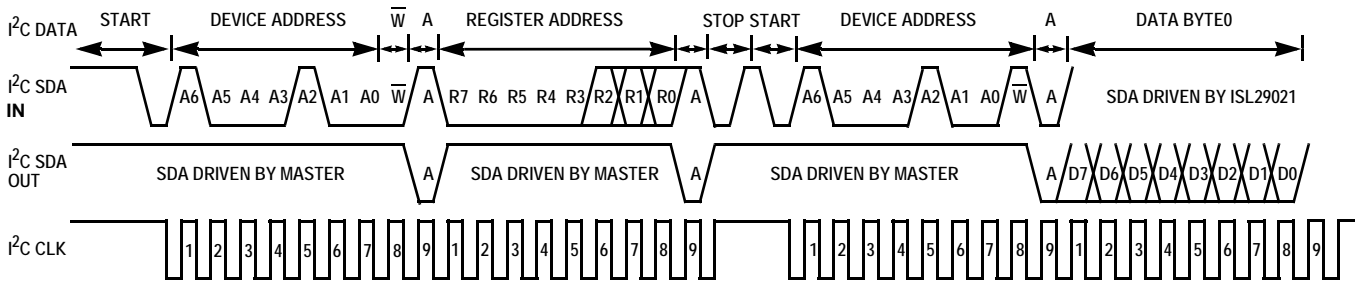 I²C DATA START DEVICE ADDRESS W̅ A REGISTER ADDRESS STOP START DEVICE ADDRESS A DATA BYTE0
I²C SDA IN A6 A5 A4 A3 A2 A1 A0 W̅ A R7 R6 R5 R4 R3 R2 R1 R0 A A6 A5 A4 A3 A2 A1 A0 W̅ A SDA DRIVEN BY ISL29021
I²C SDA OUT SDA DRIVEN BY MASTER A SDA DRIVEN BY MASTER A SDA DRIVEN BY MASTER A D7 D6 D5 D4 D3 D2 D1 D0
I²C CLK 1 2 3 4 5 6 7 8 9 1 2 3 4 5 6 7 8 9 1 2 3 4 5 6 7 8 9 1 2 3 4 5 6 7 8 9